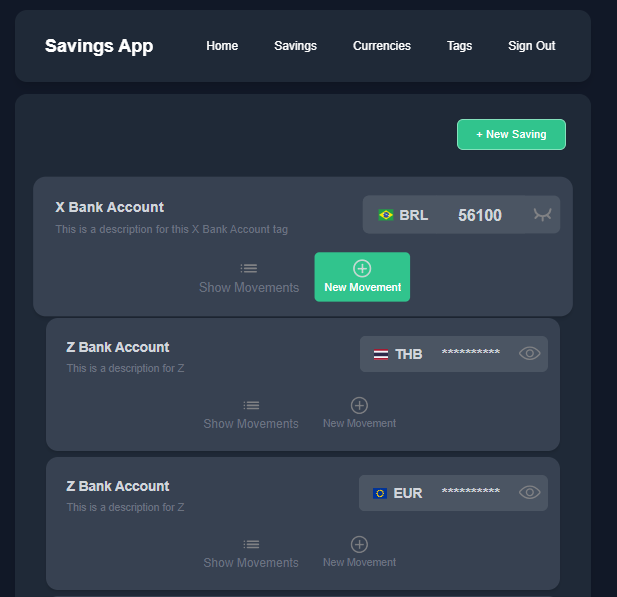 Savings App Home Savings Currencies Tags Sign Out
+ New Saving
X Bank Account
This is a description for this X Bank Account tag
BRL 56100
Show Movements
New Movement
Z Bank Account
This is a description for Z
THB **********
Show Movements
New Movement
Z Bank Account
This is a description for Z
EUR **********
Show Movements
New Movement